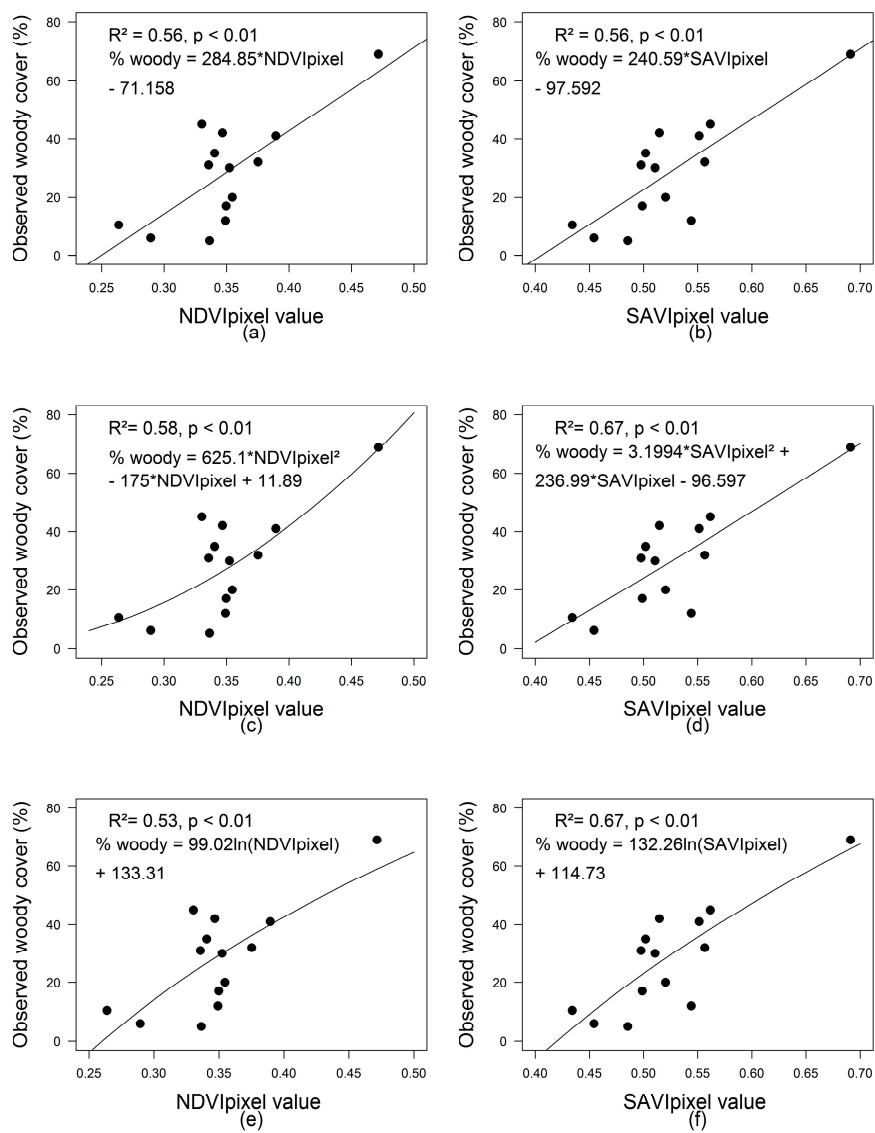 Observed woody cover (%)
80
60
40
20
0
R² = 0.56, p < 0.01
% woody = 284.85*NDVIpixel
- 71.158
0.25 0.30 0.35 0.40 0.45 0.50
NDVIpixel value
(a)
Observed woody cover (%)
80
60
40
20
0
R² = 0.56, p < 0.01
% woody = 240.59*SAVIpixel
- 97.592
0.40 0.45 0.50 0.55 0.60 0.65 0.70
SAVIpixel value
(b)
Observed woody cover (%)
80
60
40
20
0
R²= 0.58, p < 0.01
% woody = 625.1*NDVIpixel²
- 175*NDVIpixel + 11.89
0.25 0.30 0.35 0.40 0.45 0.50
NDVIpixel value
(c)
Observed woody cover (%)
80
60
40
20
0
R²= 0.67, p < 0.01
% woody = 3.1994*SAVIpixel² +
236.99*SAVIpixel - 96.597
0.40 0.45 0.50 0.55 0.60 0.65 0.70
SAVIpixel value
(d)
Observed woody cover (%)
80
60
40
20
0
R²= 0.53, p < 0.01
% woody = 99.02ln(NDVIpixel)
+ 133.31
0.25 0.30 0.35 0.40 0.45 0.50
NDVIpixel value
(e)
Observed woody cover (%)
80
60
40
20
0
R²= 0.67, p < 0.01
% woody = 132.26ln(SAVIpixel)
+ 114.73
0.40 0.45 0.50 0.55 0.60 0.65 0.70
SAVIpixel value
(f)